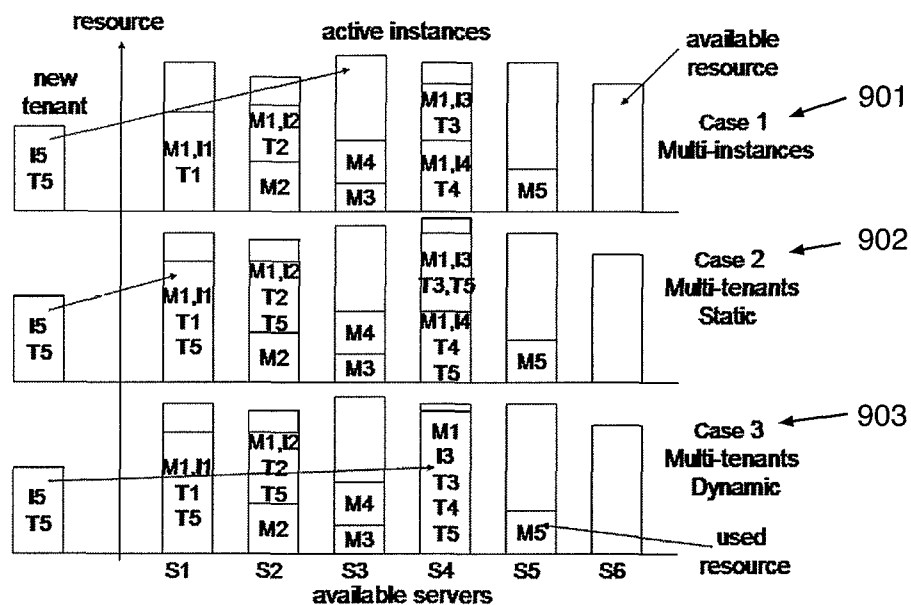 resource
active instances
available
resource
new
tenant
I5
T5
M1,I1
T1
M1,I2
T2
M2
M4
M3
M1,I3
T3
M1,I4
T4
M5
Case 1
Multi-instances
901
I5
T5
M1,I1
T1
T5
M1,I2
T2
T5
M2
M4
M3
M1,I3
T3,T5
M1,I4
T4
T5
M5
Case 2
Multi-tenants
Static
902
I5
T5
M1,I1
T1
T5
M1,I2
T2
T5
M2
M4
M3
M1
I3
T3
T4
T5
M5
Case 3
Multi-tenants
Dynamic
903
used
resource
S1 S2 S3 S4 S5 S6
available servers